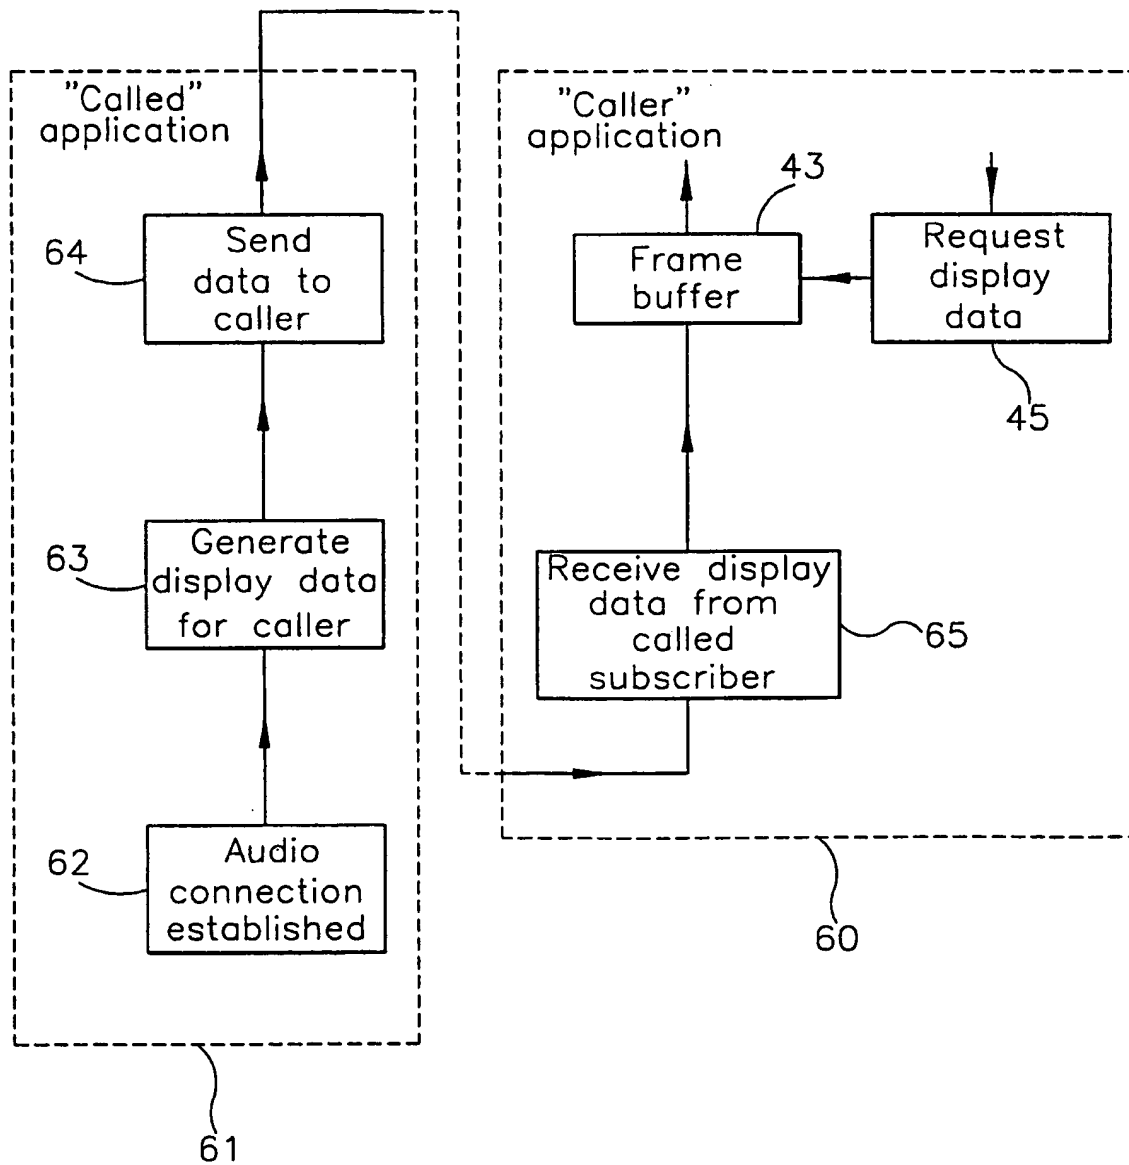 "Called"
application
64
Send
data to
caller
63
Generate
display data
for caller
62
Audio
connection
established
61
"Caller"
application
43
Frame
buffer
Request
display
data
45
Receive display
data from
called
subscriber
65
60